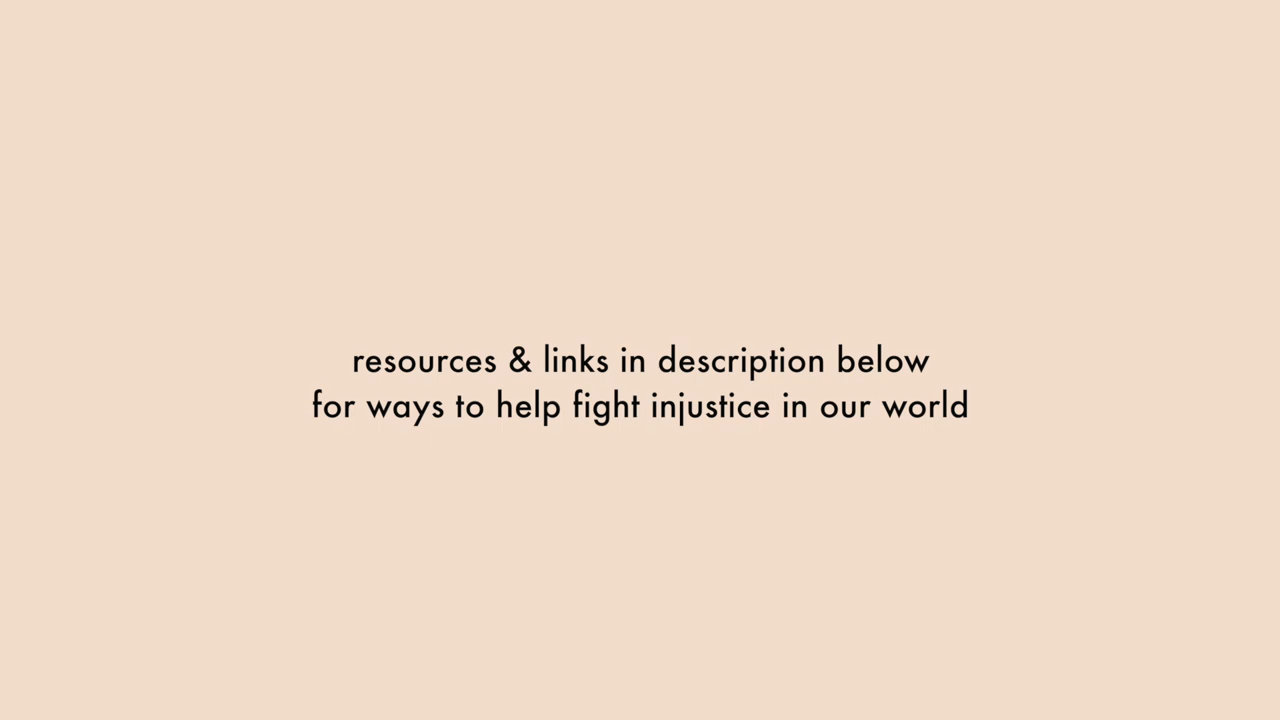 resources & links in description below
for ways to help fight injustice in our world